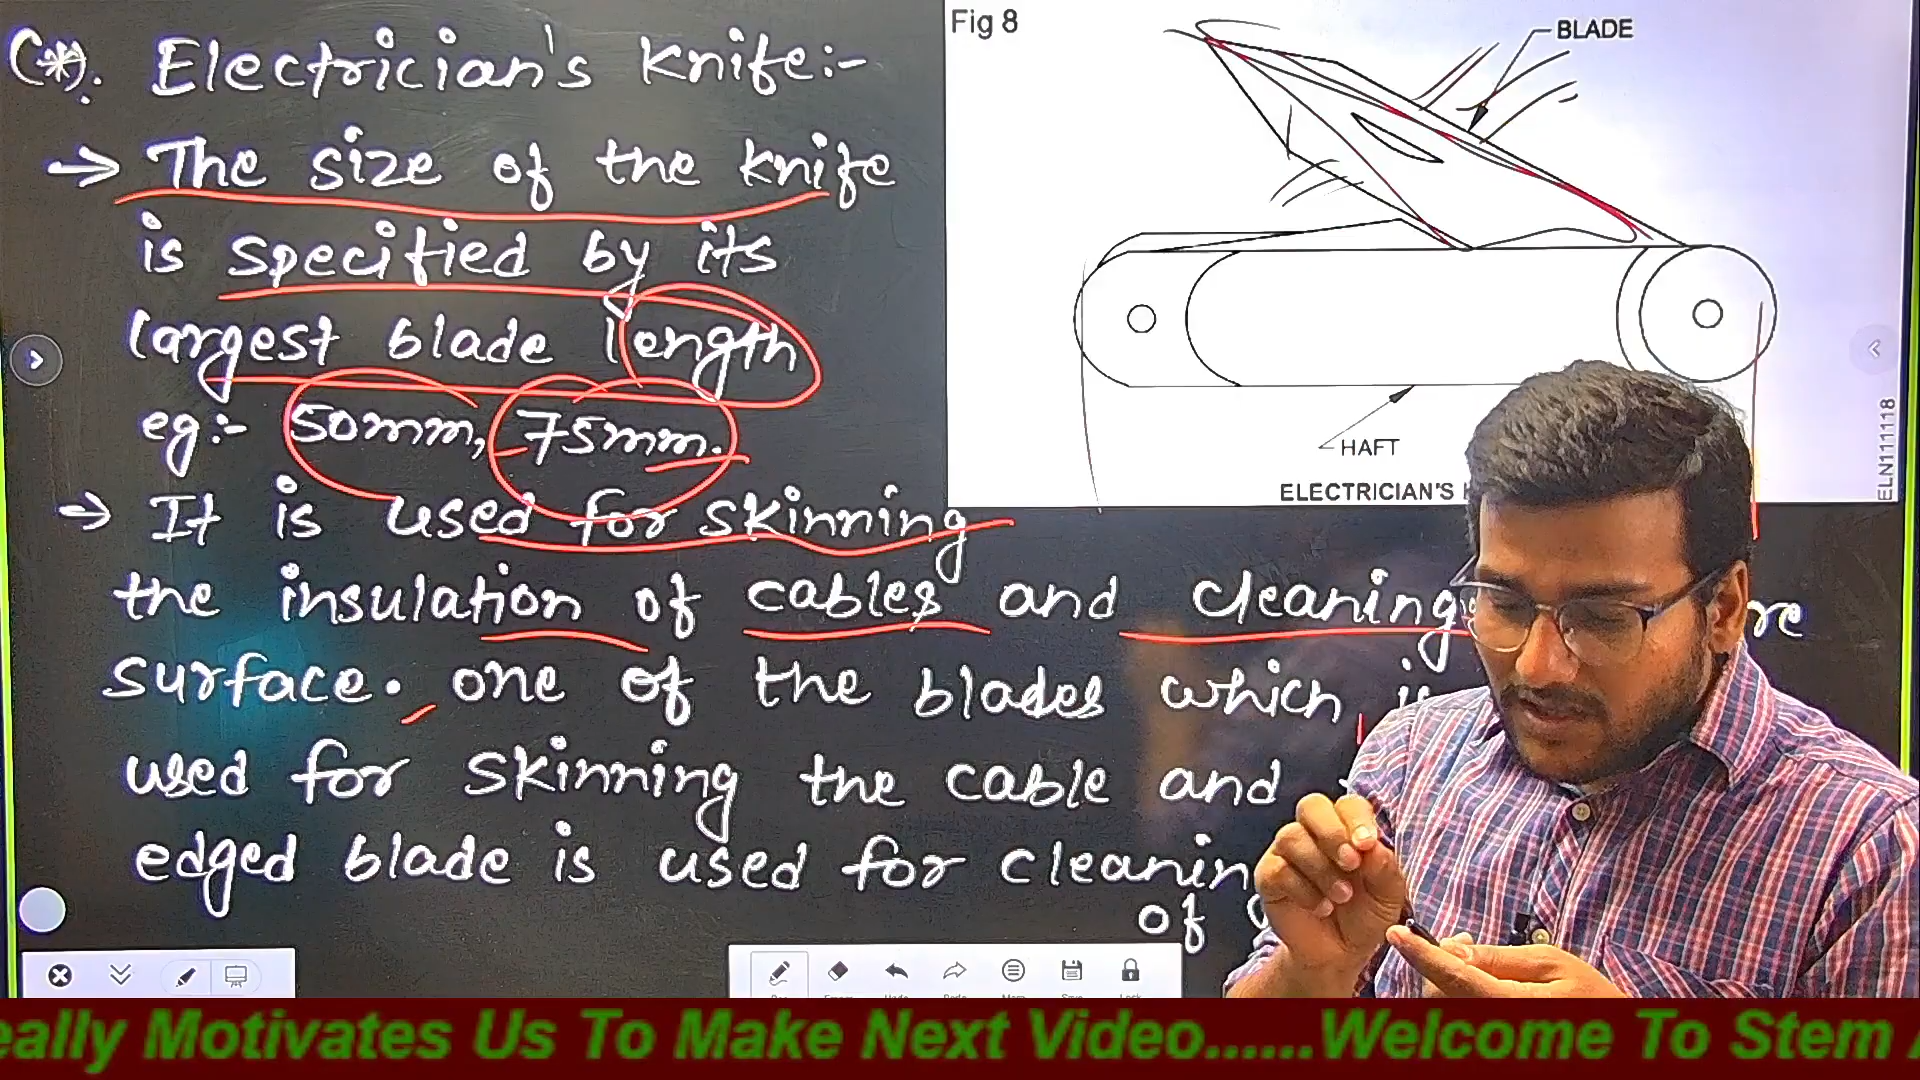 (*). Electrician's knife:-
→ The size of the knife
is specified by its
largest blade length
eg:- 50mm, 75mm.
→ It is used for skinning
the insulation of cables and cleaning re
surface. one of the blades which is
used for skinning the cable and
edged blade is used for cleanin
of
Fig 8
BLADE
HAFT
ELECTRICIAN'S
ELN111118
eally Motivates Us To Make Next Video......Welcome To Stem A